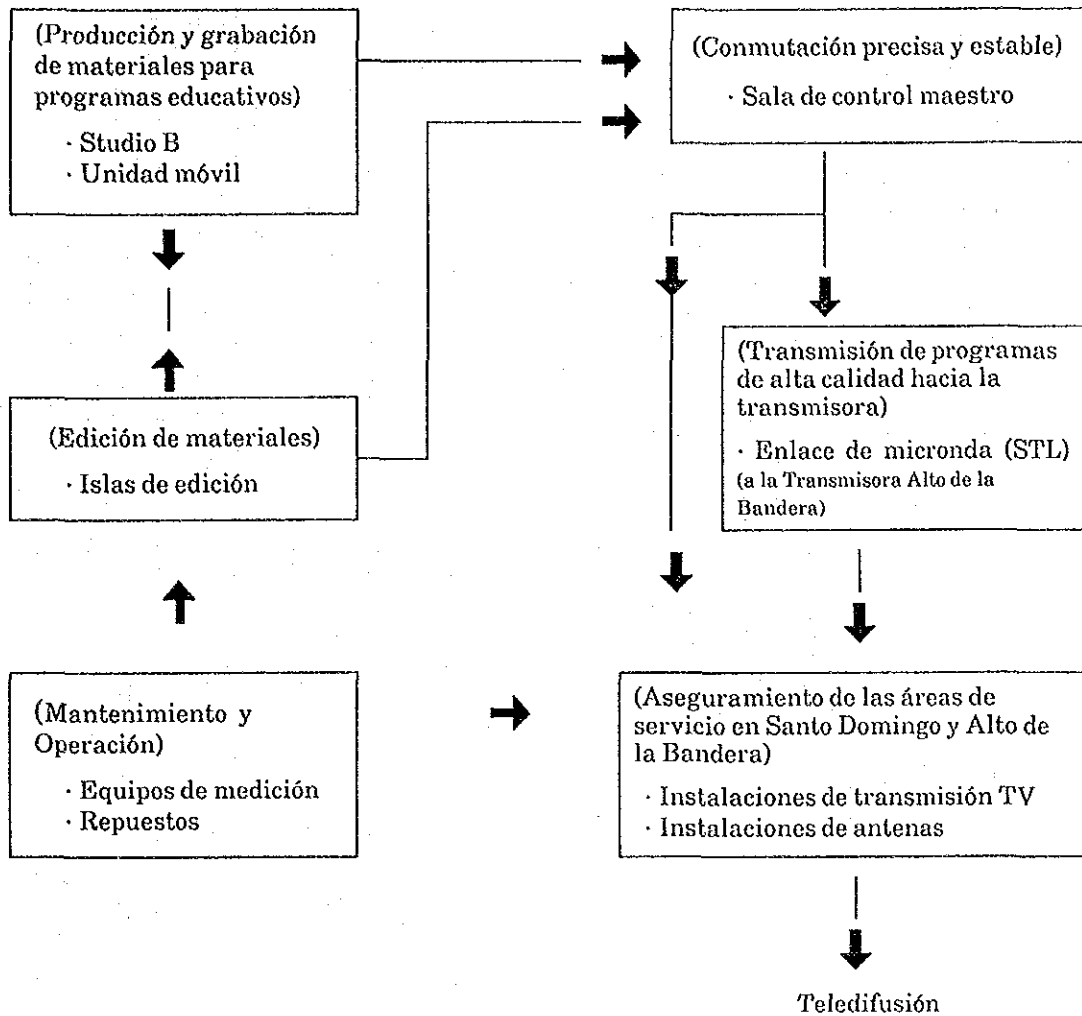 (Producción y grabación
de materiales para
programas educativos)
· Studio B
· Unidad móvil
(Conmutación precisa y estable)
· Sala de control maestro
(Transmisión de programas
de alta calidad hacia la
transmisora)
· Enlace de micronda (STL)
(a la Transmisora Alto de la
Bandera)
(Edición de materiales)
· Islas de edición
(Mantenimiento y
Operación)
· Equipos de medición
· Repuestos
(Aseguramiento de las áreas de
servicio en Santo Domingo y Alto de
la Bandera)
· Instalaciones de transmisión TV
· Instalaciones de antenas
Teledifusión